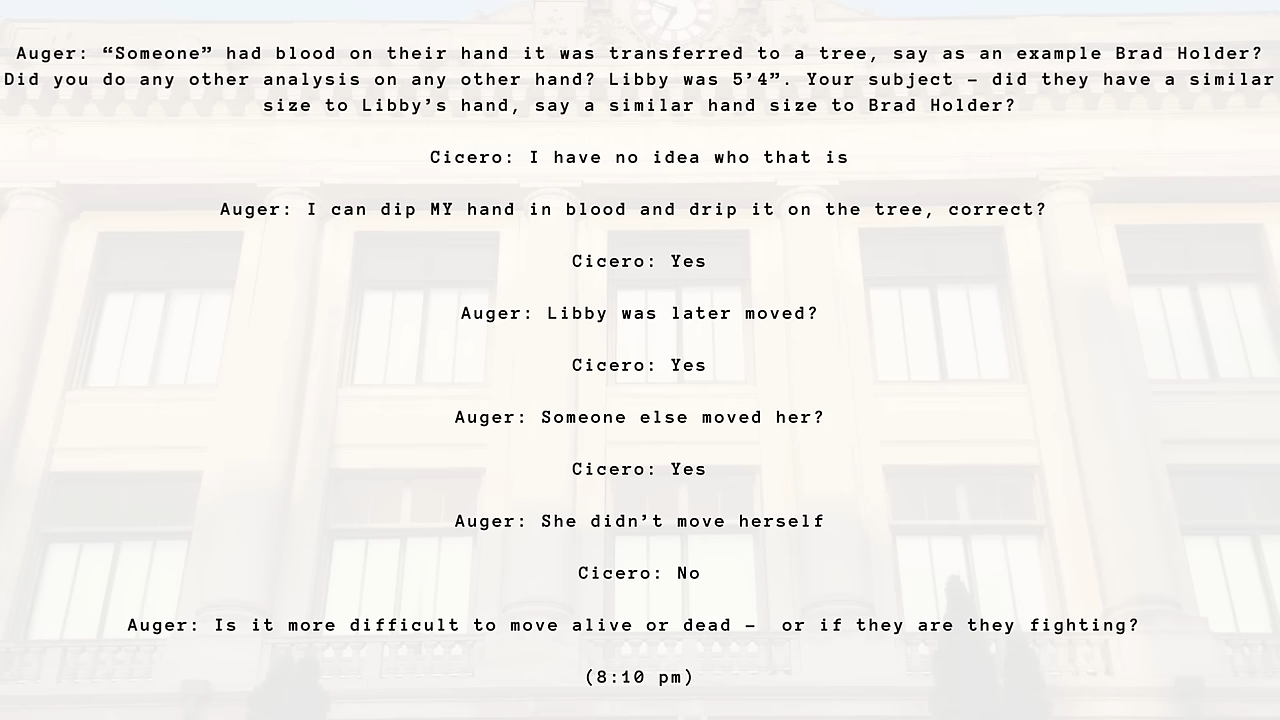 Auger: “Someone” had blood on their hand it was transferred to a tree, say as an example Brad Holder?
Did you do any other analysis on any other hand? Libby was 5’4”. Your subject – did they have a similar
size to Libby’s hand, say a similar hand size to Brad Holder?
Cicero: I have no idea who that is
Auger: I can dip MY hand in blood and drip it on the tree, correct?
Cicero: Yes
Auger: Libby was later moved?
Cicero: Yes
Auger: Someone else moved her?
Cicero: Yes
Auger: She didn’t move herself
Cicero: No
Auger: Is it more difficult to move alive or dead – or if they are they fighting?
(8:10 pm)